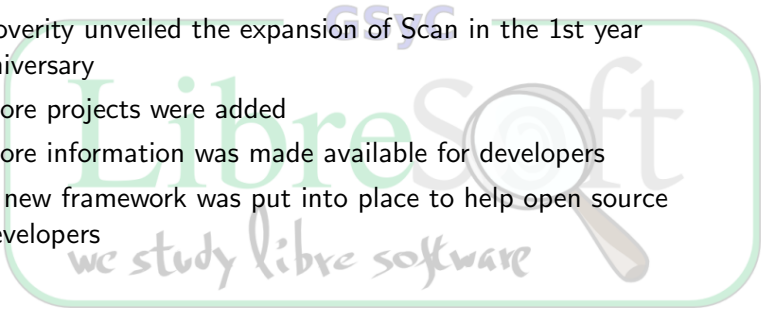 GSyC
overity unveiled the expansion of Scan in the 1st year
niversary
ore projects were added
ore information was made available for developers
new framework was put into place to help open source
evelopers
LibreSoft
we study libre software